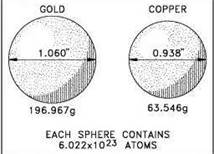 GOLD
COPPER
1.060"
0.938"
196.967g
63.546g
EACH SPHERE CONTAINS
6.022x10²³ ATOMS